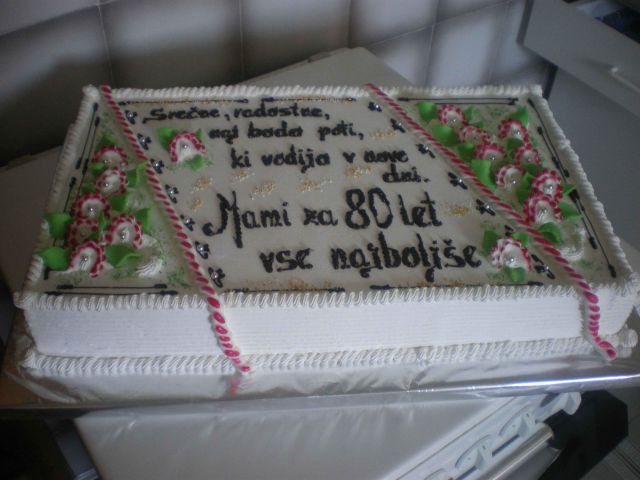 Srečne, radostne,
naj bodo poti,
ki vodijo v nove
dni.
Mami za 80 let
vse najboljše